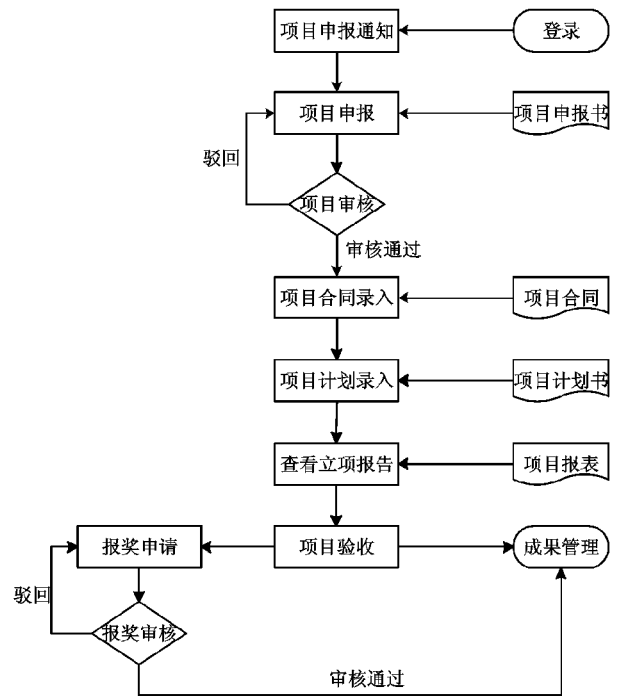 项目申报通知
登录
项目申报
项目申报书
驳回
项目审核
审核通过
项目合同录入
项目合同
项目计划录入
项目计划书
查看立项报告
项目报表
报奖申请
项目验收
成果管理
驳回
报奖审核
审核通过